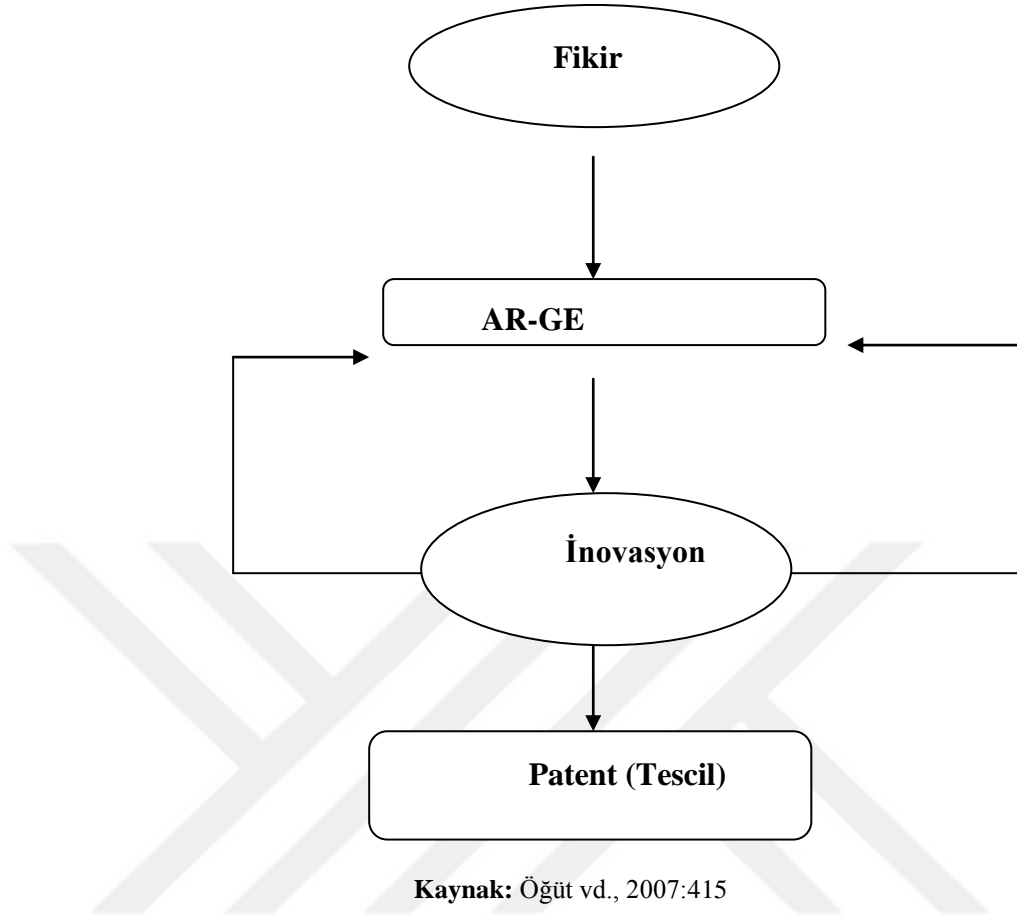 Fikir
AR-GE
İnovasyon
Patent (Tescil)
Kaynak: Öğüt vd., 2007:415